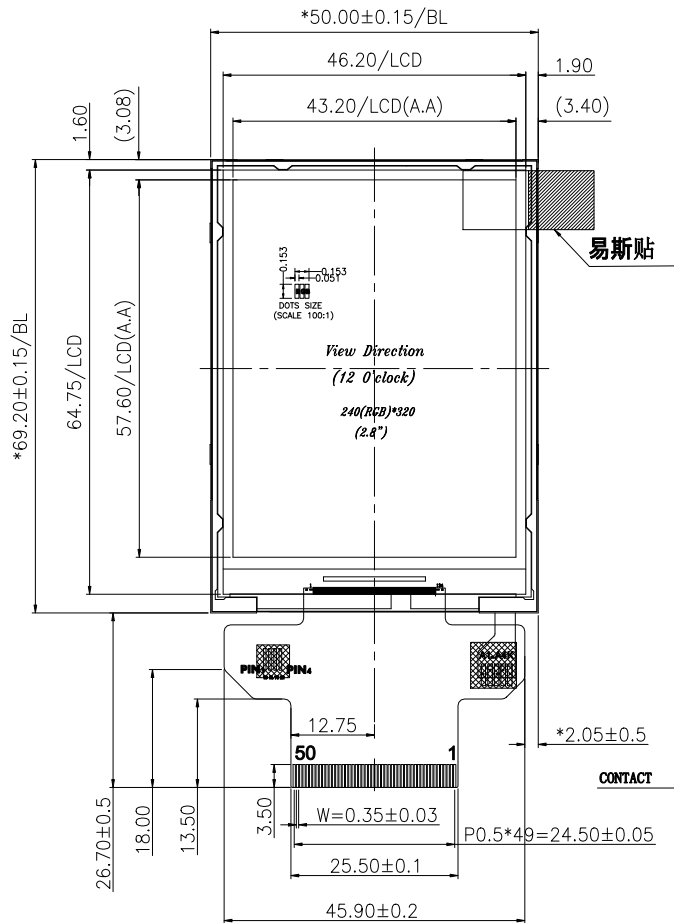 *50.00±0.15/BL
46.20/LCD
1.90
43.20/LCD(A.A)
(3.40)
1.60
(3.08)
易斯贴
0.153
0.153
0.051
DOTS SIZE
(SCALE 100:1)
View Direction
(12 O'clock)
240(RGB)*320
(2.8")
*69.20±0.15/BL
64.75/LCD
57.60/LCD(A.A)
PIN1
PIN4
12.75
*2.05±0.5
50
1
CONTACT
26.70±0.5
18.00
13.50
3.50
W=0.35±0.03
P0.5*49=24.50±0.05
25.50±0.1
45.90±0.2